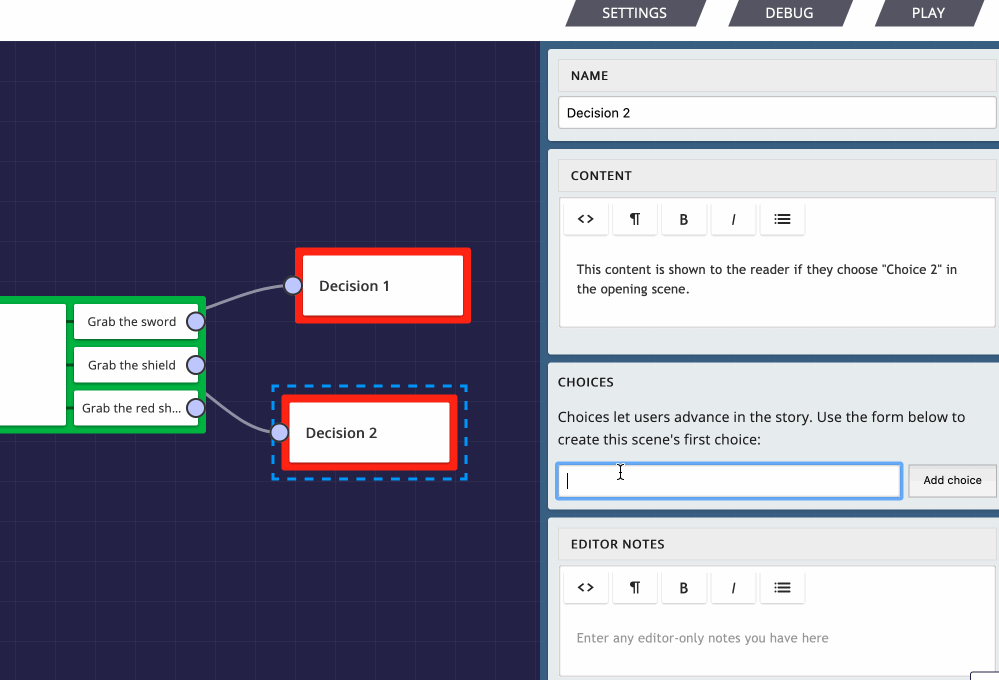 SETTINGS
DEBUG
PLAY
Grab the sword
Grab the shield
Grab the red sh...
Decision 1
Decision 2
NAME
Decision 2
CONTENT
<> ¶ B I
This content is shown to the reader if they choose "Choice 2" in
the opening scene.
CHOICES
Choices let users advance in the story. Use the form below to
create this scene's first choice:
Add choice
EDITOR NOTES
<> ¶ B I
Enter any editor-only notes you have here